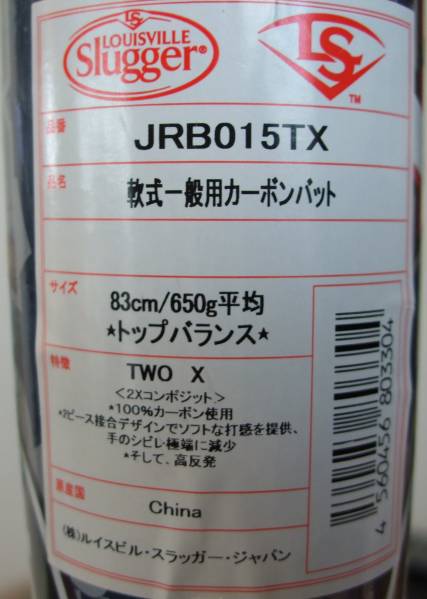 LOUISVILLE
Slugger®
LS
TM
品番
JRB015TX
品名
軟式一般用カーボンバット
サイズ
83cm/650g平均
★トップバランス★
特徴
TWO X
＜2Xコンポジット＞
*100%カーボン使用
*2ピース接合デザインでソフトな打感を提供、
手のシビレ極端に減少
*そして、高反発
原産国
China
(株)ルイスビル・スラッガー・ジャパン
4 560456 803304